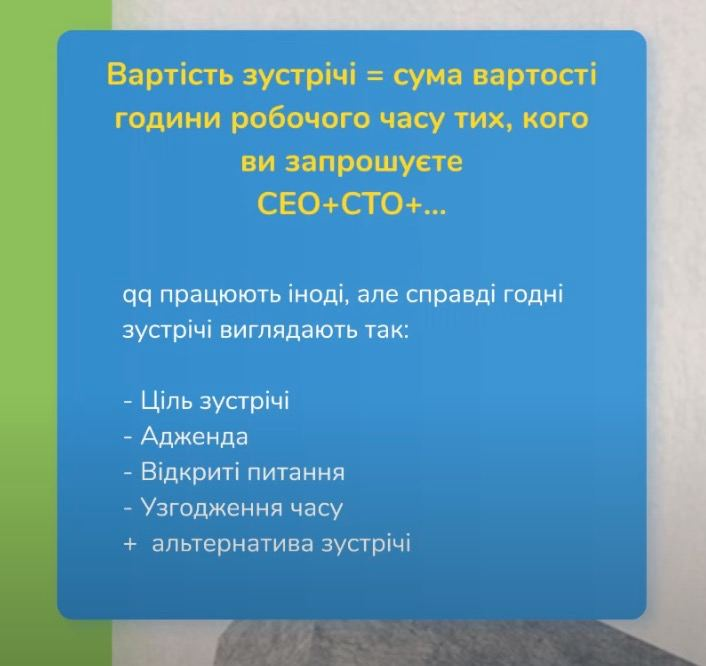 Вартість зустрічі = сума вартості
години робочого часу тих, кого
ви запрошуєте
CEO+CTO+...
qq працюють іноді, але справді годні
зустрічі виглядають так:
- Ціль зустрічі
- Адженда
- Відкриті питання
- Узгодження часу
+ альтернатива зустрічі